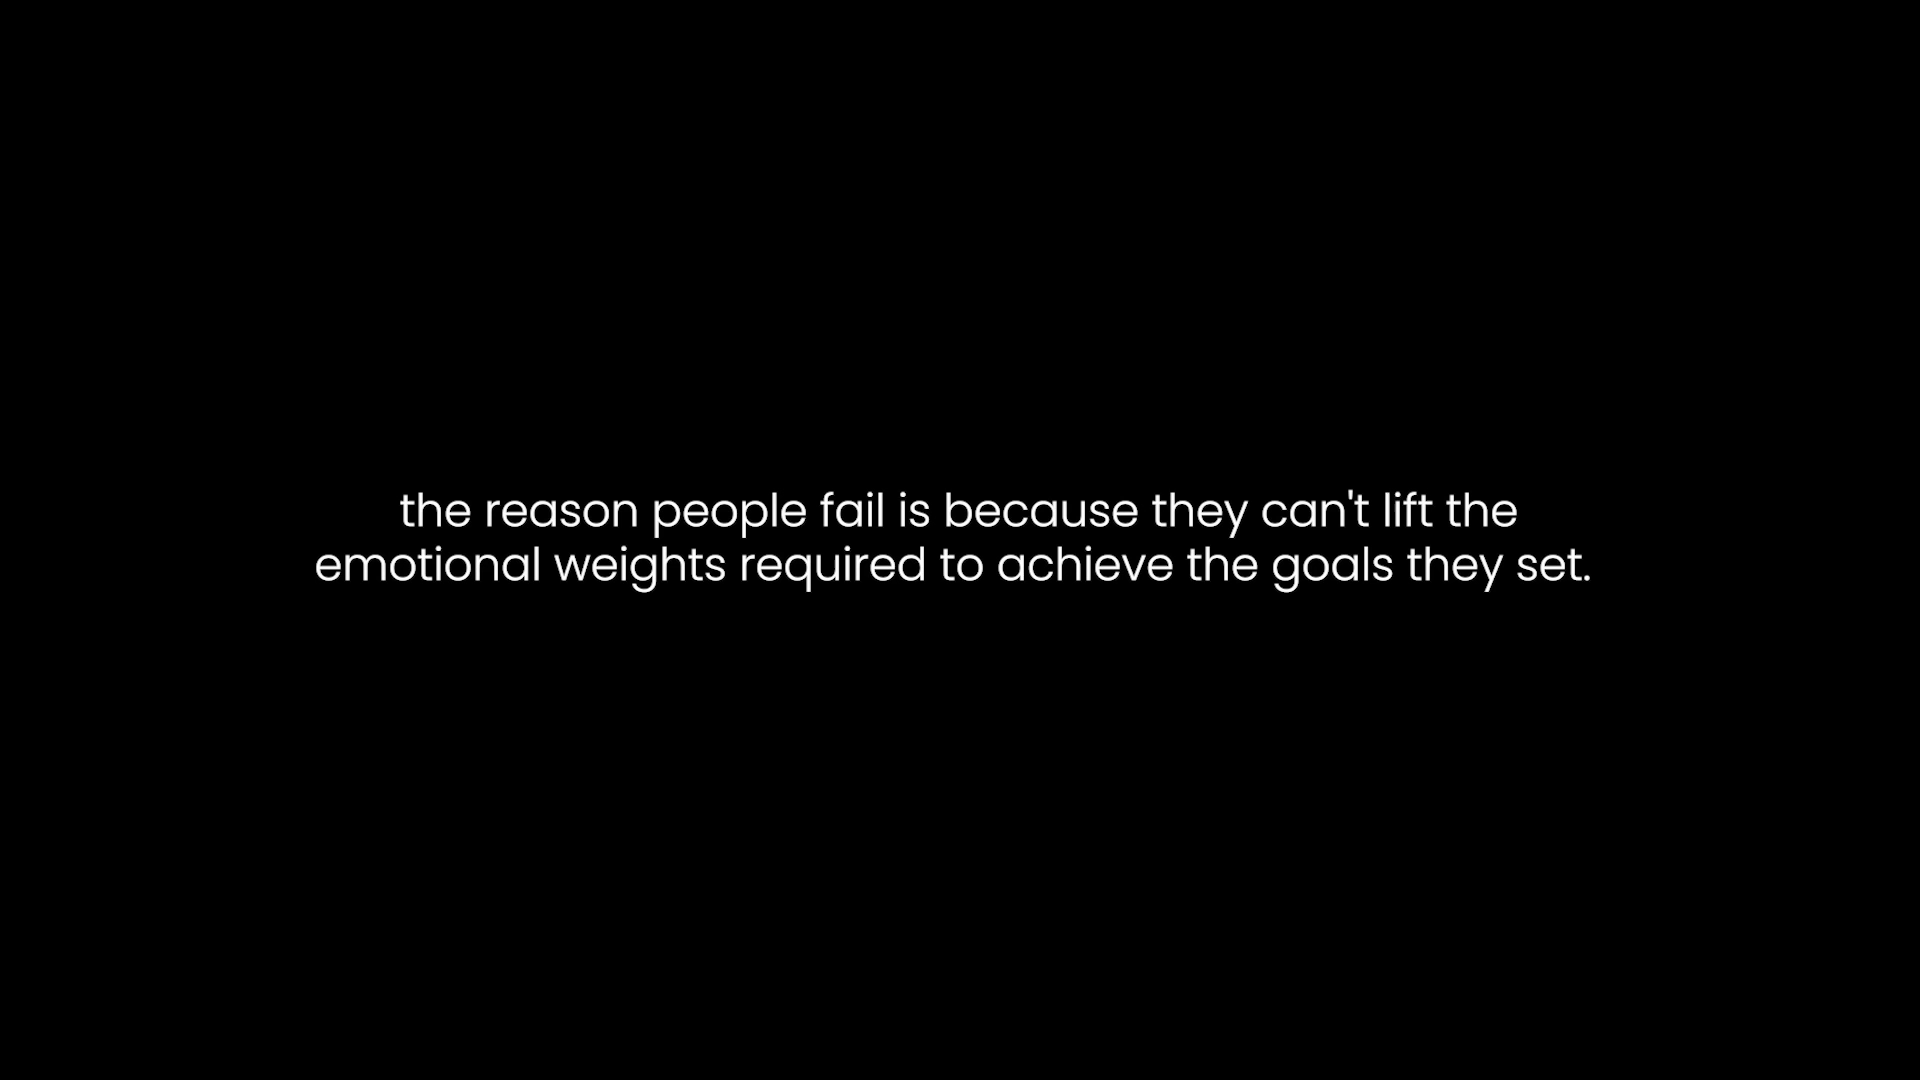 the reason people fail is because they can't lift the
emotional weights required to achieve the goals they set.